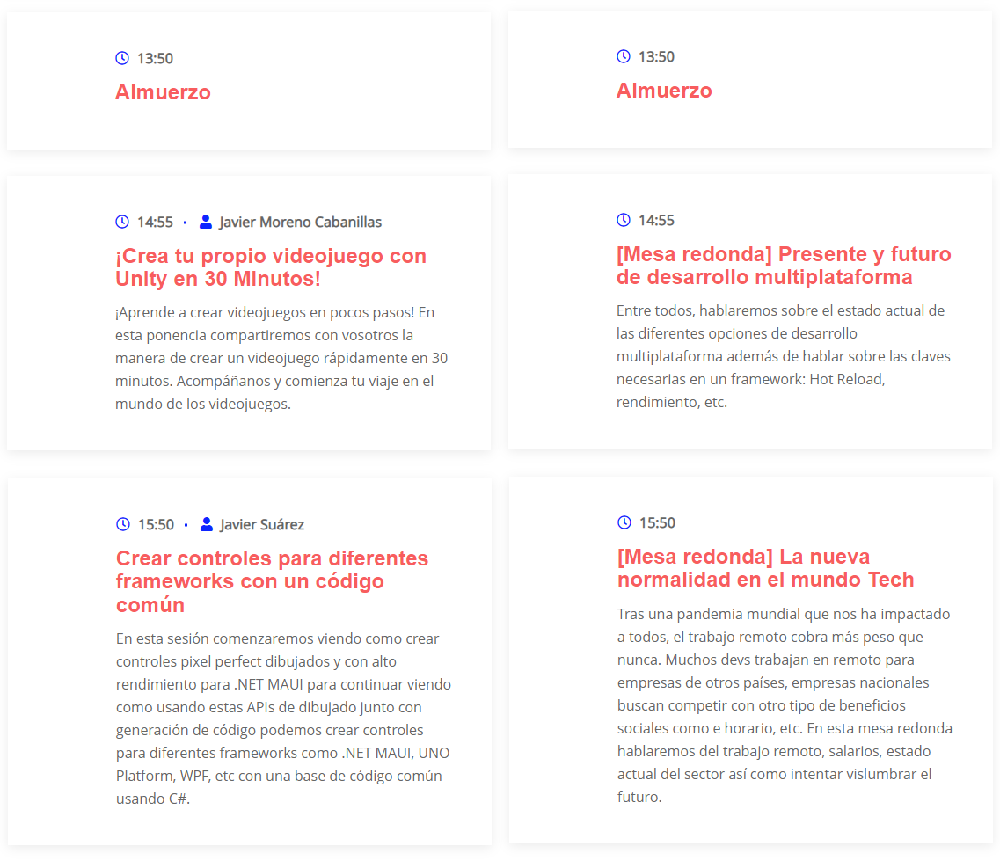 13:50
Almuerzo
14:55 · Javier Moreno Cabanillas
¡Crea tu propio videojuego con
Unity en 30 Minutos!
¡Aprende a crear videojuegos en pocos pasos! En
esta ponencia compartiremos con vosotros la
manera de crear un videojuego rápidamente en 30
minutos. Acompáñanos y comienza tu viaje en el
mundo de los videojuegos.
15:50 · Javier Suárez
Crear controles para diferentes
frameworks con un código
común
En esta sesión comenzaremos viendo como crear
controles pixel perfect dibujados y con alto
rendimiento para .NET MAUI para continuar viendo
como usando estas APIs de dibujado junto con
generación de código podemos crear controles
para diferentes frameworks como .NET MAUI, UNO
Platform, WPF, etc con una base de código común
usando C#.
13:50
Almuerzo
14:55
[Mesa redonda] Presente y futuro
de desarrollo multiplataforma
Entre todos, hablaremos sobre el estado actual de
las diferentes opciones de desarrollo
multiplataforma además de hablar sobre las claves
necesarias en un framework: Hot Reload,
rendimiento, etc.
15:50
[Mesa redonda] La nueva
normalidad en el mundo Tech
Tras una pandemia mundial que nos ha impactado
a todos, el trabajo remoto cobra más peso que
nunca. Muchos devs trabajan en remoto para
empresas de otros países, empresas nacionales
buscan competir con otro tipo de beneficios
sociales como e horario, etc. En esta mesa redonda
hablaremos del trabajo remoto, salarios, estado
actual del sector así como intentar vislumbrar el
futuro.